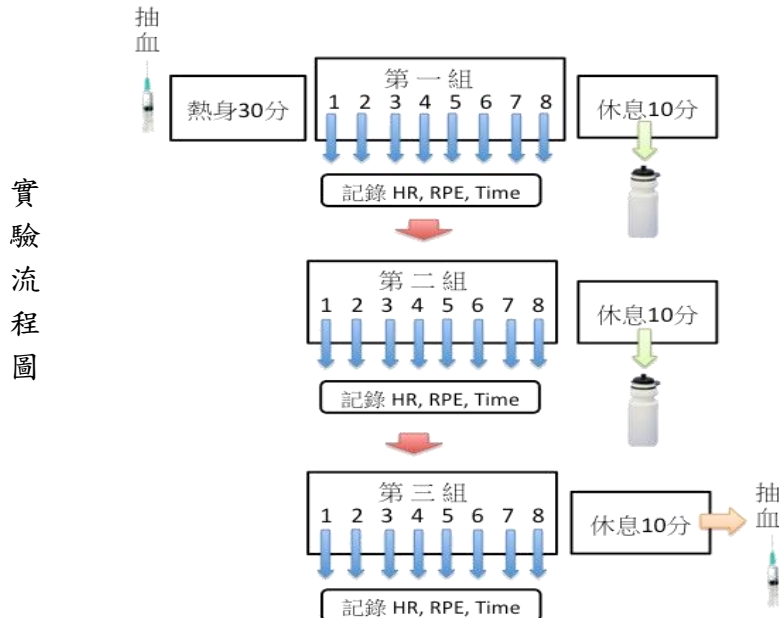 實驗流程圖
抽血
熱身30分
第一組
1 2 3 4 5 6 7 8
休息10分
記錄 HR, RPE, Time
第二組
1 2 3 4 5 6 7 8
休息10分
記錄 HR, RPE, Time
第三組
1 2 3 4 5 6 7 8
休息10分
抽血
記錄 HR, RPE, Time